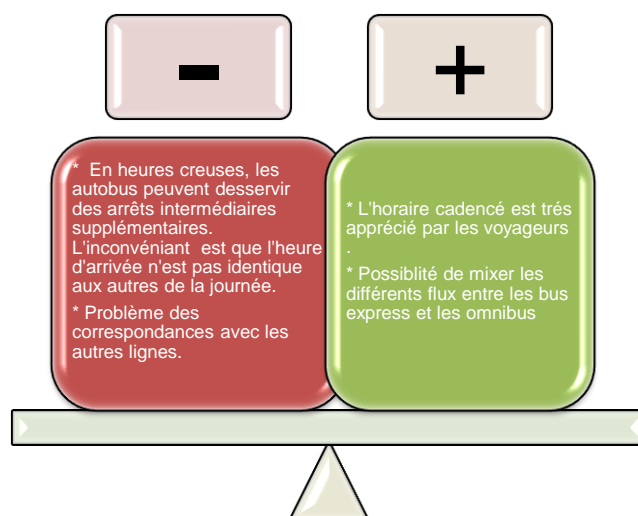 -
+
* En heures creuses, les
autobus peuvent desservir
des arrêts intermédiaires
supplémentaires.
L'inconvéniant est que l'heure
d'arrivée n'est pas identique
aux autres de la journée.
* Problème des
correspondances avec les
autres lignes.
* L'horaire cadencé est trés
apprécié par les voyageurs
.
* Possiblité de mixer les
différents flux entre les bus
express et les omnibus